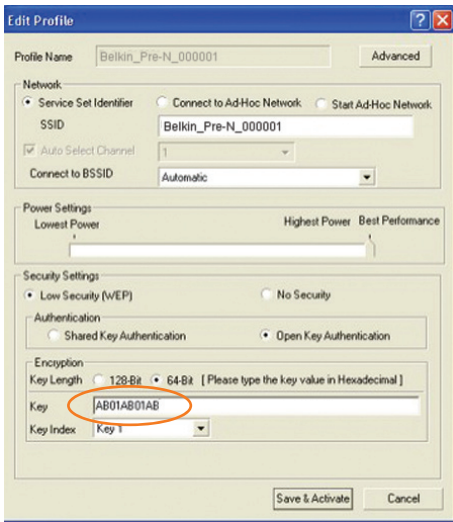 Edit Profile
Profile Name Belkin_Pre-N_000001 Advanced
Network
Service Set Identifier Connect to Ad-Hoc Network Start Ad-Hoc Network
SSID Belkin_Pre-N_000001
Auto Select Channel 1
Connect to BSSID Automatic
Power Settings
Lowest Power Highest Power Best Performance
Security Settings
Low Security (WEP) No Security
Authentication
Shared Key Authentication Open Key Authentication
Encryption
Key Length 128-Bit 64-Bit [ Please type the key value in Hexadecimal ]
Key AB01AB01AB
Key Index Key 1
Save & Activate Cancel